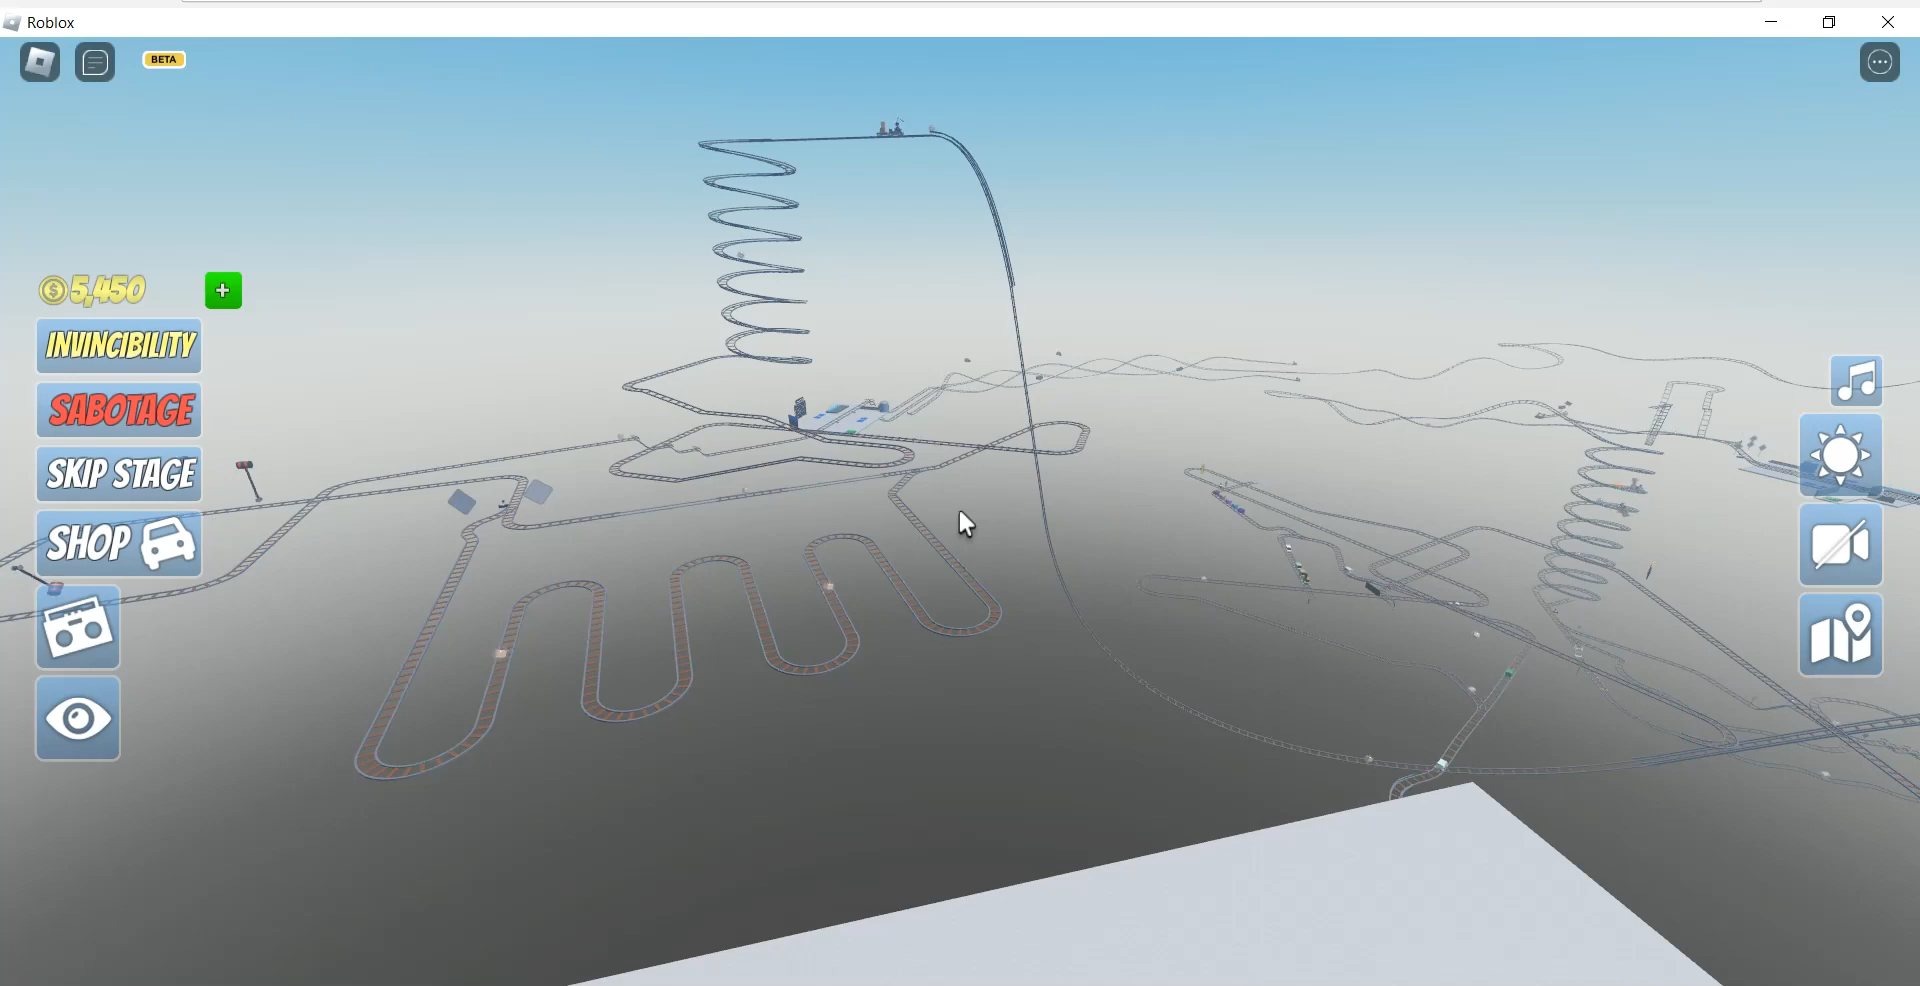 Roblox
BETA
5,450
+
INVINCIBILITY
SABOTAGE
SKIP STAGE
SHOP